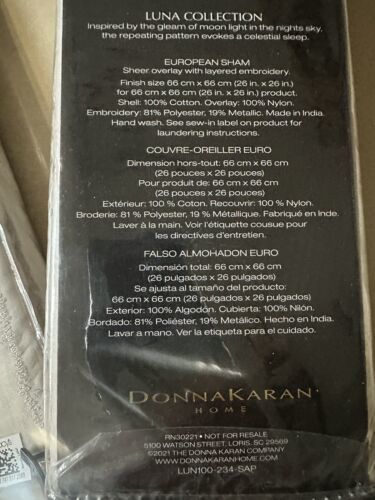 LUNA COLLECTION
Inspired by the gleam of moon light in the nights sky,
the repeating pattern evokes a celestial sleep.
EUROPEAN SHAM
Sheer overlay with layered embroidery.
Finish size 66 cm x 66 cm (26 in. x 26 in.)
for 66 cm x 66 cm (26 in. x 26 in.) product.
Shell: 100% Cotton. Overlay: 100% Nylon.
Embroidery: 81% Polyester, 19% Metallic. Made in India.
Hand wash. See sew-in label on product for
laundering instructions.
COUVRE-OREILLER EURO
Dimension hors-tout: 66 cm x 66 cm
(26 pouces x 26 pouces)
Pour produit de: 66 cm x 66 cm
(26 pouces x 26 pouces)
Extérieur: 100 % Coton. Recouvrir: 100 % Nylon.
Broderie: 81 % Polyester, 19 % Métallique. Fabriqué en Inde.
Laver à la main. Voir l'étiquette cousue pour
les directives d'entretien.
FALSO ALMOHADON EURO
Dimensión total: 66 cm x 66 cm
(26 pulgados x 26 pulgados)
Se ajusta al tamaño del producto:
66 cm x 66 cm (26 pulgados x 26 pulgados)
Exterior: 100% Algodón. Cubierta: 100% Nilón.
Bordado: 81% Poliéster, 19% Metálico. Hecho en India.
Lavar a mano. Ver la etiqueta para el cuidado.
DONNAKARAN
HOME
RN30221 • NOT FOR RESALE
5100 WATSON STREET, LORIS, SC 29569
©2021 THE DONNA KARAN COMPANY
WWW.DONNAKARANHOME.COM
LUN100-234-SAP